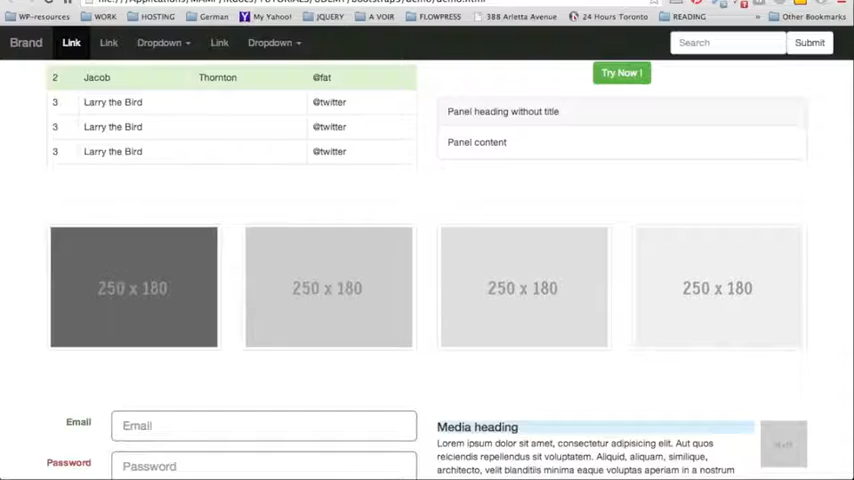 WP-resources WORK HOSTING German My Yahoo! jQUERY A VOIR FLOWPRESS 388 Arletta Avenue 24 Hours Toronto READING » Other Bookmarks
Brand Link Link Dropdown Link Dropdown Search Submit
2 Jacob Thornton @fat
Try Now !
3 Larry the Bird @twitter
Panel heading without title
3 Larry the Bird @twitter
Panel content
3 Larry the Bird @twitter
250 x 180 250 x 180 250 x 180 250 x 180
Email Email
Media heading
Lorem ipsum dolor sit amet, consectetur adipisicing elit. Aut quos
reiciendis repellendus sit voluptatem. Aliquid, aliquam, similique,
Password Password
architecto, velit blanditiis minima eaque voluptas aperiam in a nostrum